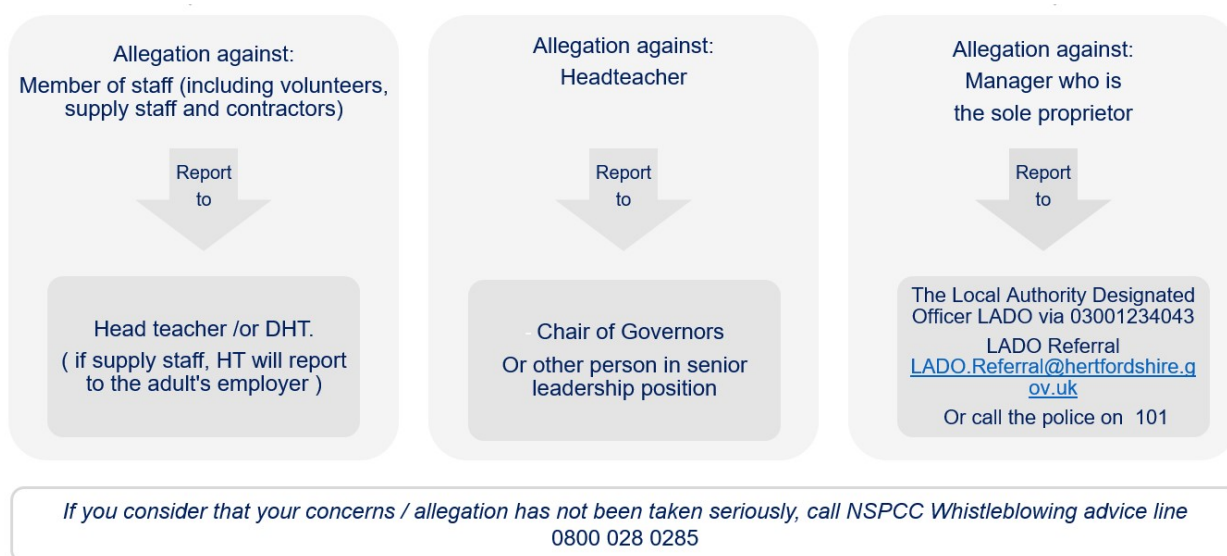 Allegation against:
Member of staff (including volunteers,
supply staff and contractors)
Report
to
Head teacher /or DHT.
( if supply staff, HT will report
to the adult's employer )
Allegation against:
Headteacher
Report
to
- Chair of Governors
Or other person in senior
leadership position
Allegation against:
Manager who is
the sole proprietor
Report
to
The Local Authority Designated
Officer LADO via 03001234043
LADO Referral
LADO.Referral@hertfordshire.g
ov.uk
Or call the police on 101
If you consider that your concerns / allegation has not been taken seriously, call NSPCC Whistleblowing advice line
0800 028 0285